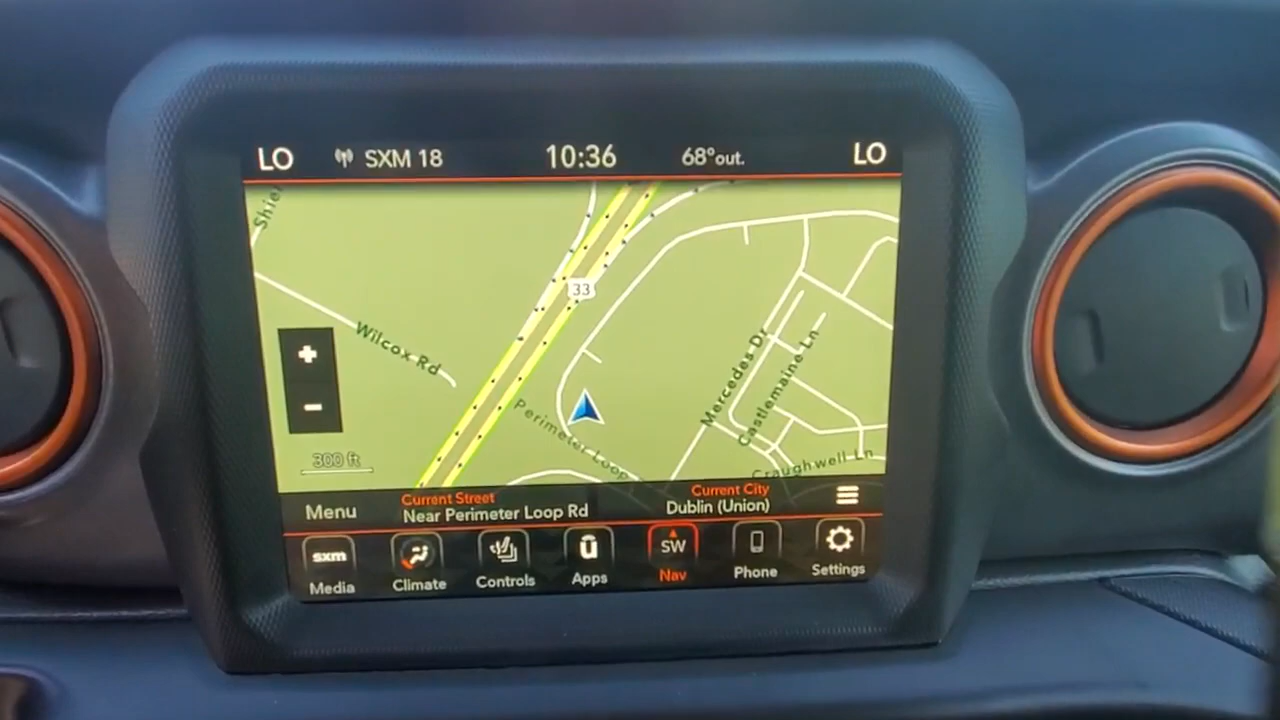 LO SXM 18 10:36 68°out. LO
Shier
33
Wilcox Rd
+
-
300 ft
Perimeter Loop
Mercedes Dr
Castlemaine Ln
Craughwell Ln
Menu
Current Street
Near Perimeter Loop Rd
Current City
Dublin (Union)
sxm
Media
Climate
Controls
Apps
SW
Nav
Phone
Settings